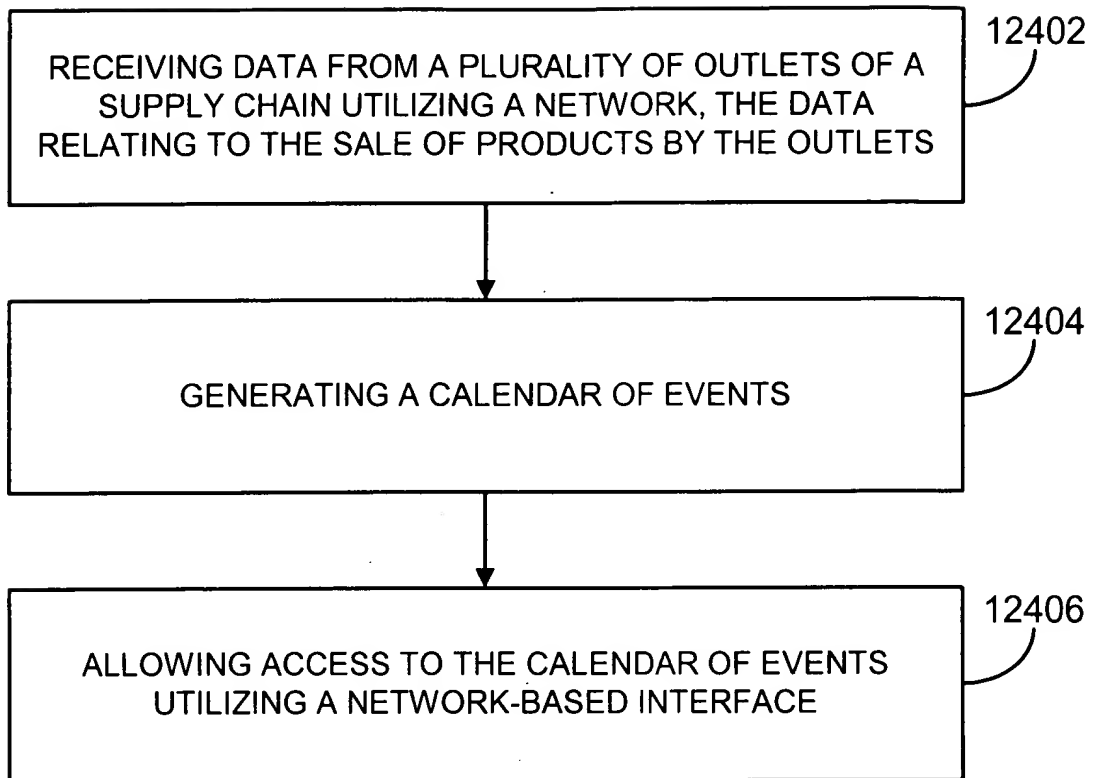 12402
RECEIVING DATA FROM A PLURALITY OF OUTLETS OF A
SUPPLY CHAIN UTILIZING A NETWORK, THE DATA
RELATING TO THE SALE OF PRODUCTS BY THE OUTLETS
12404
GENERATING A CALENDAR OF EVENTS
12406
ALLOWING ACCESS TO THE CALENDAR OF EVENTS
UTILIZING A NETWORK-BASED INTERFACE